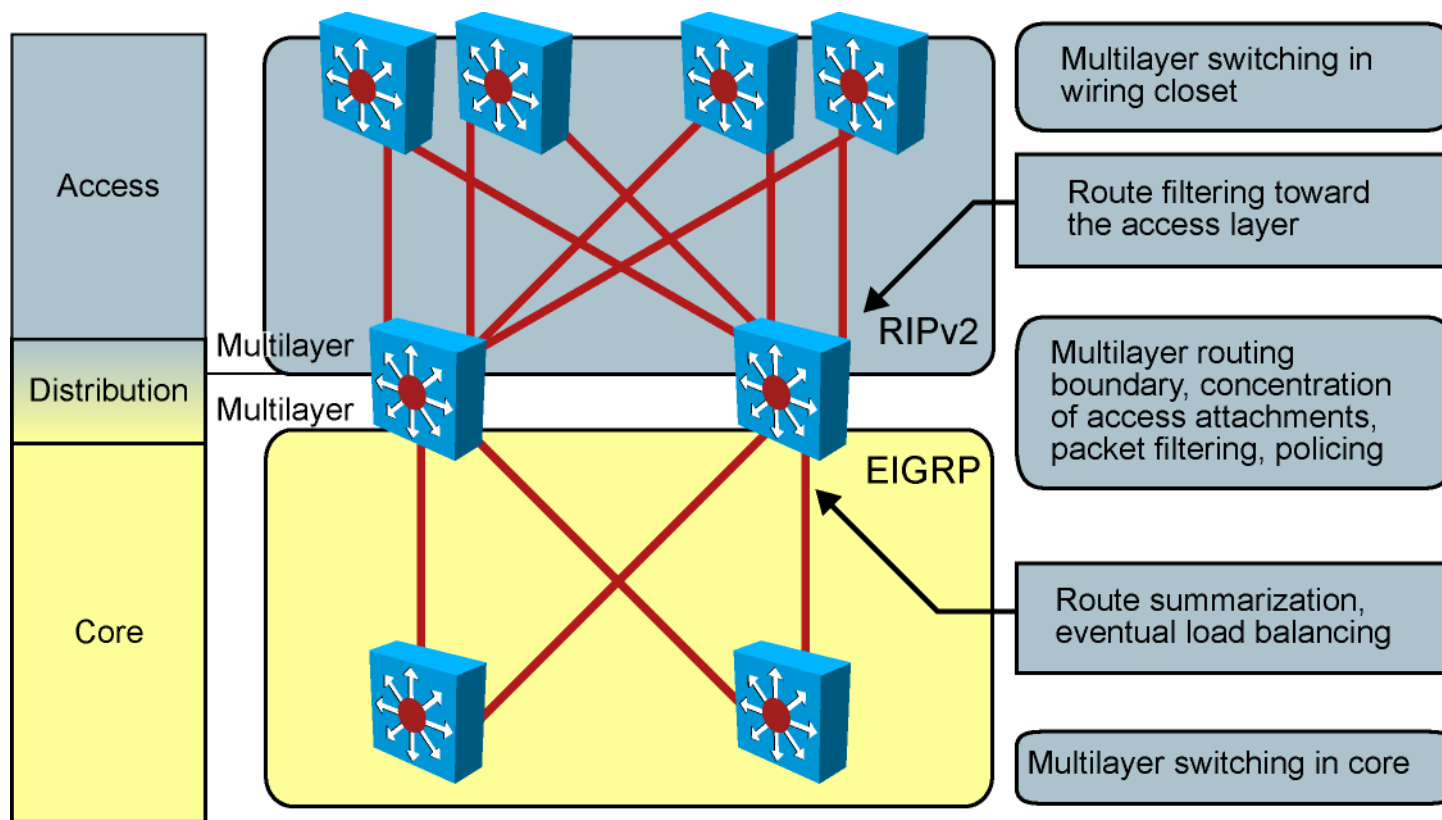 Access
Distribution
Core
Multilayer
Multilayer
RIPv2
EIGRP
Multilayer switching in
wiring closet
Route filtering toward
the access layer
Multilayer routing
boundary, concentration
of access attachments,
packet filtering, policing
Route summarization,
eventual load balancing
Multilayer switching in core